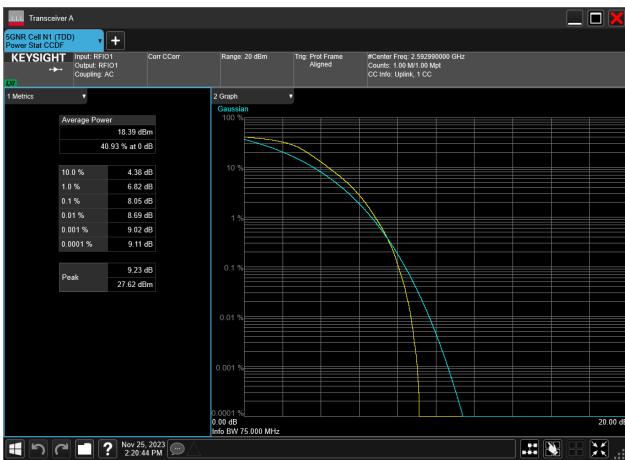 Transceiver A
5GNR Cell N1 (TDD)
Power Stat CCDF
KEYSIGHT
Input: RFIO1
Output: RFIO1
Coupling: AC
Corr CCorr
Range: 20 dBm
Trig: Prot Frame
Aligned
#Center Freq: 2.592990000 GHz
Counts: 1.00 M/1.00 Mpt
CC Info: Uplink, 1 CC
LV
1 Metrics
Average Power
18.39 dBm
40.93 % at 0 dB
10.0 % 4.38 dB
1.0 % 6.82 dB
0.1 % 8.05 dB
0.01 % 8.69 dB
0.001 % 9.02 dB
0.0001 % 9.11 dB
Peak
9.23 dB
27.62 dBm
2 Graph
Gaussian
100 %
10 %
1 %
0.1 %
0.01 %
0.001 %
0.0001 %
0.00 dB
20.00 dB
Info BW 75.000 MHz
Nov 25, 2023
2:20:44 PM